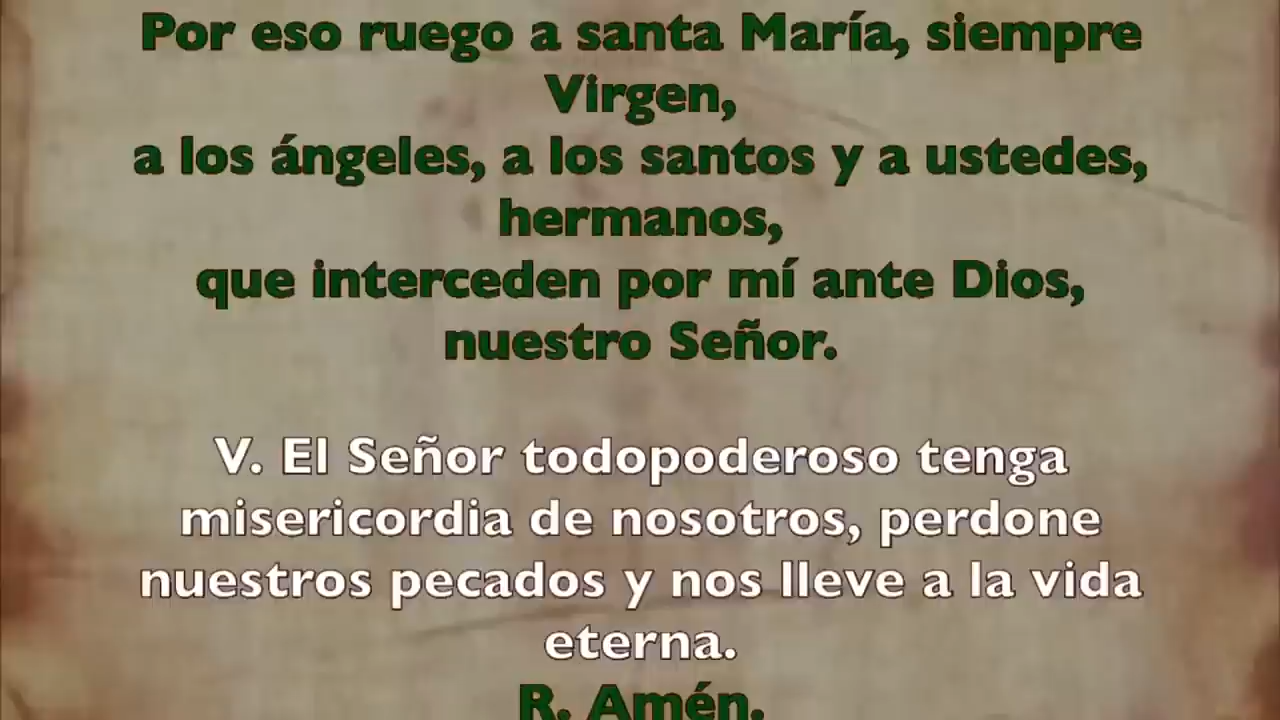 Por eso ruego a santa María, siempre
Virgen,
a los ángeles, a los santos y a ustedes,
hermanos,
que interceden por mí ante Dios,
nuestro Señor.
V. El Señor todopoderoso tenga
misericordia de nosotros, perdone
nuestros pecados y nos lleve a la vida
eterna.
R. Amén.